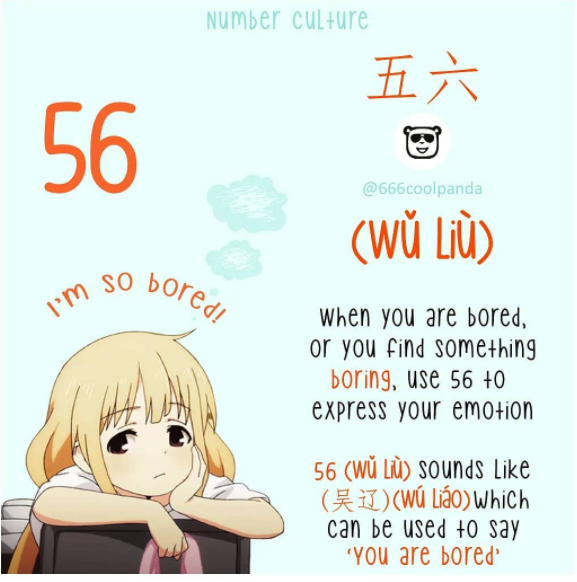 Number culture
五六
56
@666coolpanda
(Wǔ Liù)
I'm so bored!
When you are bored,
or you find something
boring, use 56 to
express your emotion
56 (Wǔ Liù) sounds like
(吴辽)(Wú Liáo) which
can be used to say
'You are bored'